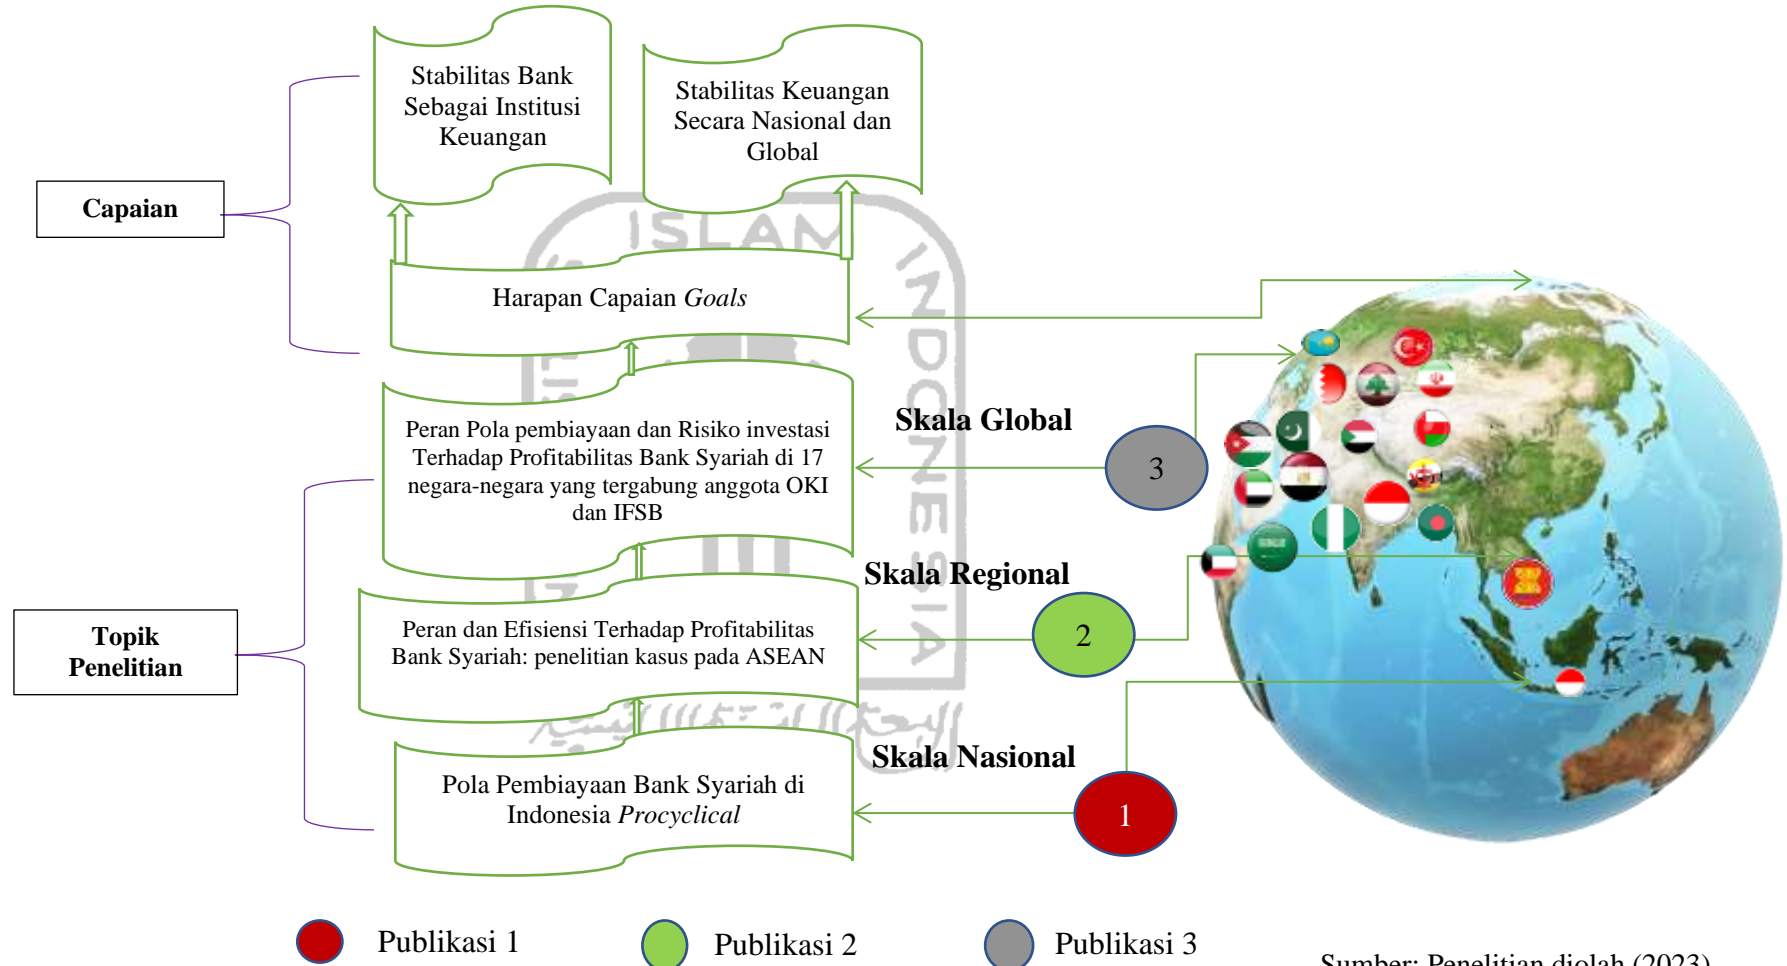 Stabilitas Bank
Sebagai Institusi
Keuangan
Stabilitas Keuangan
Secara Nasional dan
Global
Capaian
ISLAM
INDONESIA
Harapan Capaian Goals
Skala Global
Peran Pola pembiayaan dan Risiko investasi
Terhadap Profitabilitas Bank Syariah di 17
negara-negara yang tergabung anggota OKI
dan IFSB
3
Skala Regional
Topik
Penelitian
Peran dan Efisiensi Terhadap Profitabilitas
Bank Syariah: penelitian kasus pada ASEAN
2
Skala Nasional
Pola Pembiayaan Bank Syariah di
Indonesia Procyclical
1
Publikasi 1
Publikasi 2
Publikasi 3
Sumber: Penelitian diolah (2023)